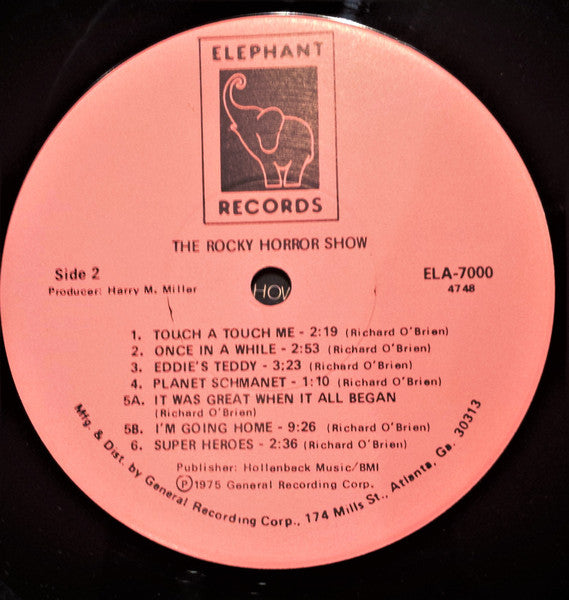 ELEPHANT
RECORDS
THE ROCKY HORROR SHOW
Side 2
ELA-7000
Producer: Harry M. Miller
4748
HOV
1. TOUCH A TOUCH ME - 2:19 (Richard O'Brien)
2. ONCE IN A WHILE - 2:53 (Richard O'Brien)
3. EDDIE'S TEDDY - 3:23 (Richard O'Brien)
4. PLANET SCHMANET - 1:10 (Richard O'Brien)
5A. IT WAS GREAT WHEN IT ALL BEGAN
(Richard O'Brien)
5B. I'M GOING HOME - 9:26 (Richard O'Brien)
6. SUPER HEROES - 2:36 (Richard O'Brien)
Publisher: Hollenback Music/BMI
Ⓟ1975 General Recording Corp.
Mfg. & Dist. by General Recording Corp., 174 Mills St., Atlanta, Ga. 30313